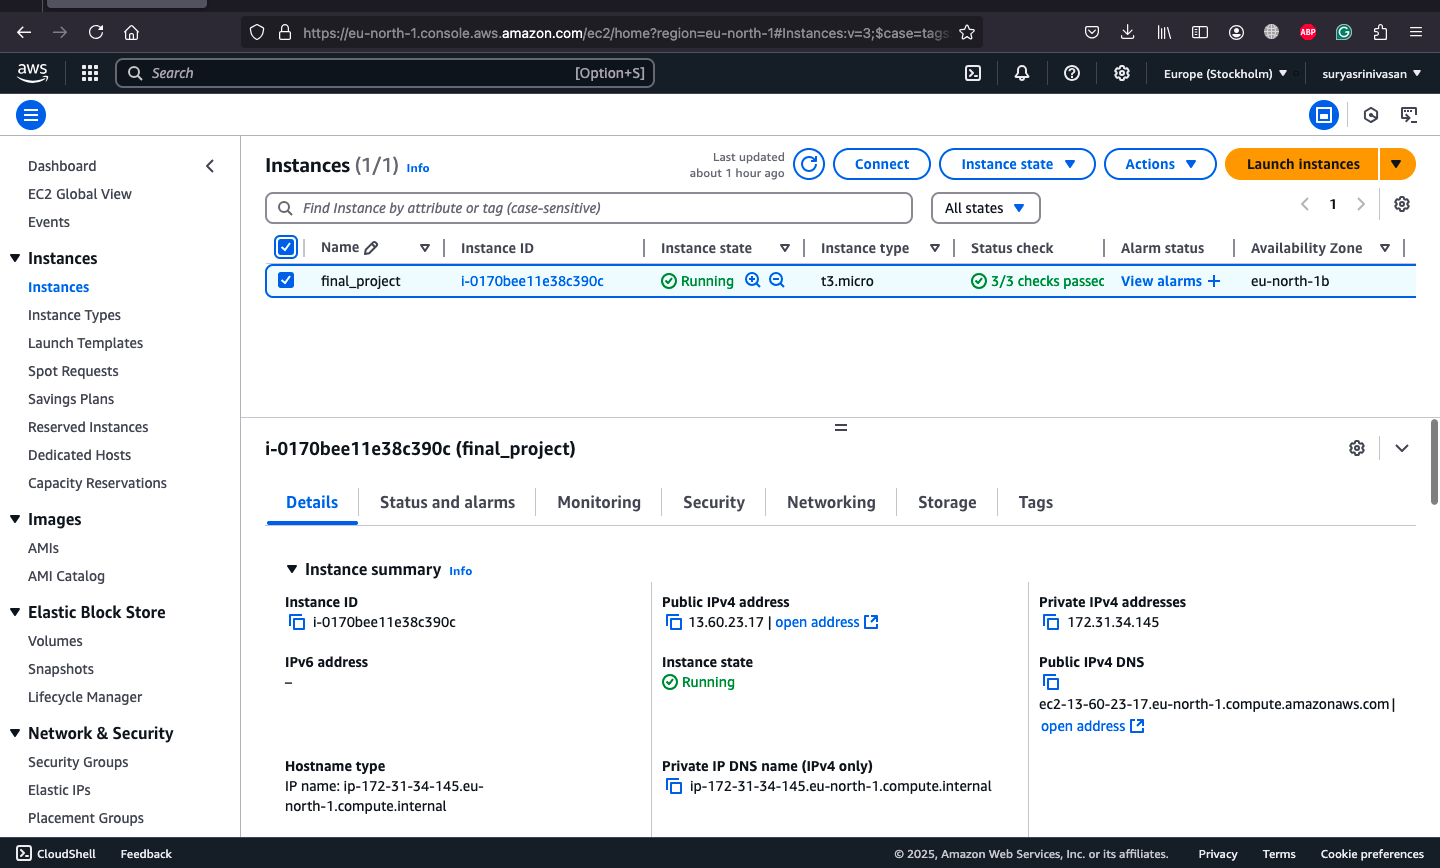 https://eu-north-1.console.aws.amazon.com/ec2/home?region=eu-north-1#Instances:v=3;$case=tags
ABP
aws
Search
[Option+S]
Europe (Stockholm)
suryasrinivasan
Dashboard
EC2 Global View
Events
Instances
Instances
Instance Types
Launch Templates
Spot Requests
Savings Plans
Reserved Instances
Dedicated Hosts
Capacity Reservations
Images
AMIs
AMI Catalog
Elastic Block Store
Volumes
Snapshots
Lifecycle Manager
Network & Security
Security Groups
Elastic IPs
Placement Groups
Instances (1/1) Info
Last updated
about 1 hour ago
Connect
Instance state
Actions
Launch instances
Find Instance by attribute or tag (case-sensitive)
All states
1
Name Instance ID Instance state Instance type Status check Alarm status Availability Zone
final_project i-0170bee11e38c390c Running t3.micro 3/3 checks passec View alarms eu-north-1b
i-0170bee11e38c390c (final_project)
Details Status and alarms Monitoring Security Networking Storage Tags
Instance summary Info
Instance ID
i-0170bee11e38c390c
Public IPv4 address
13.60.23.17 | open address
Private IPv4 addresses
172.31.34.145
IPv6 address
–
Instance state
Running
Public IPv4 DNS
ec2-13-60-23-17.eu-north-1.compute.amazonaws.com |
open address
Hostname type
IP name: ip-172-31-34-145.eu-
north-1.compute.internal
Private IP DNS name (IPv4 only)
ip-172-31-34-145.eu-north-1.compute.internal
CloudShell
Feedback
© 2025, Amazon Web Services, Inc. or its affiliates.
Privacy
Terms
Cookie preferences